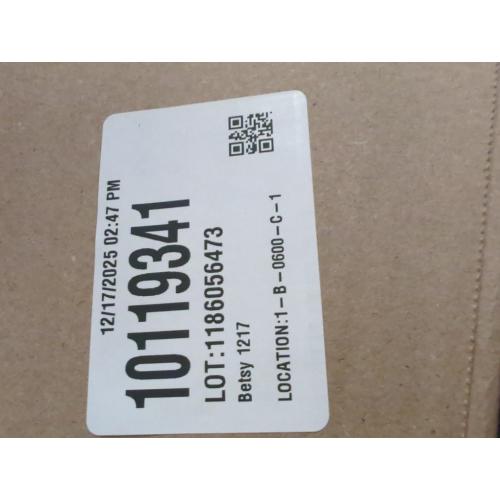 12/17/2025 02:47 PM
10119341
LOT:1186056473
Betsy 1217
LOCATION:1-B-0600-C-1